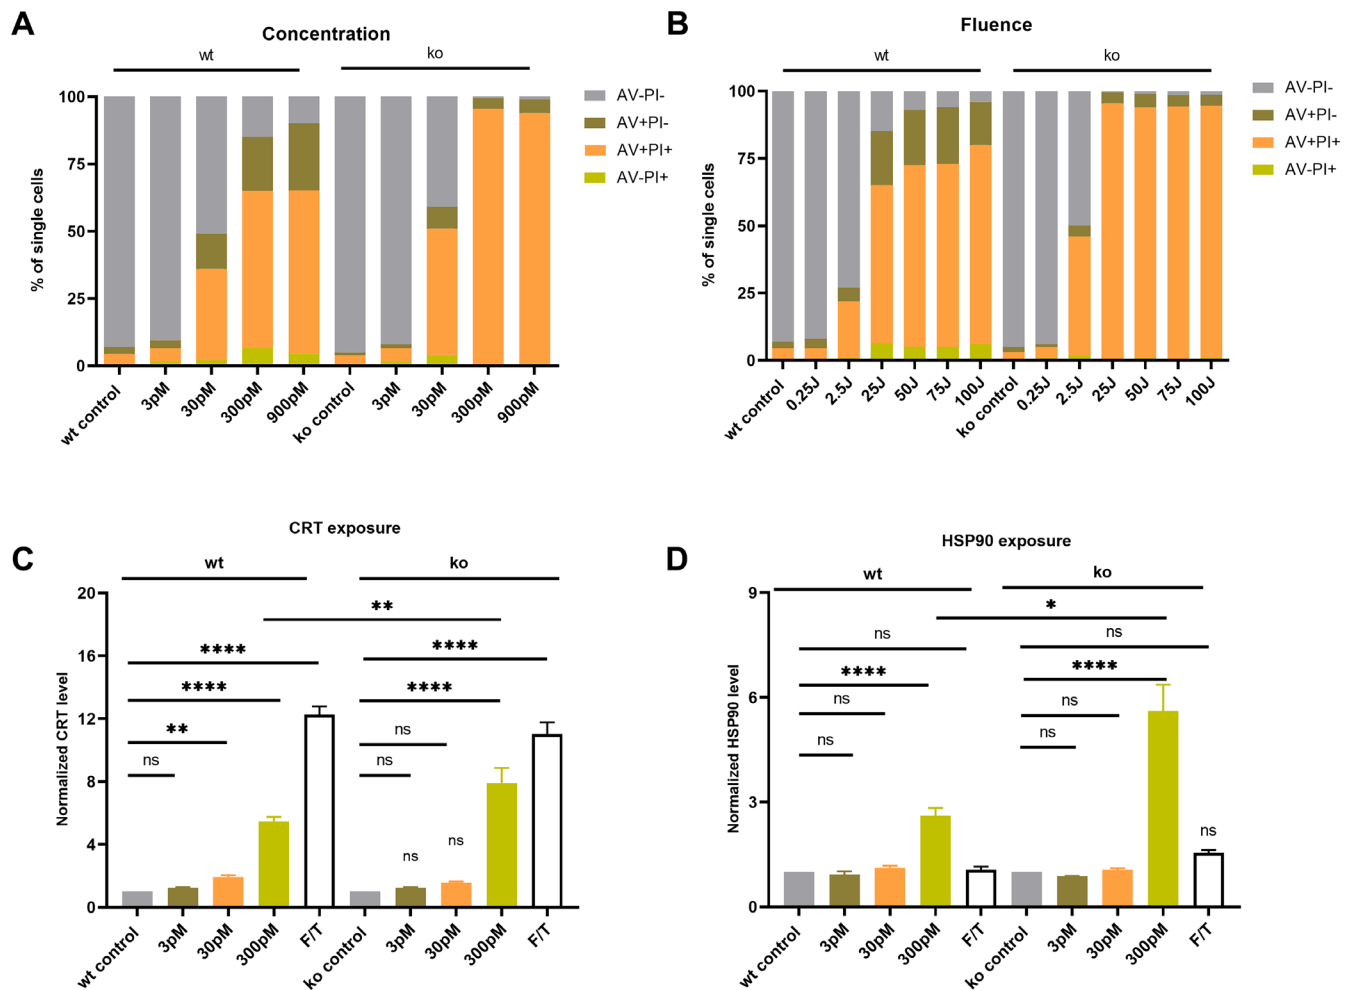 A
Concentration
wt
ko
% of single cells
100
75
50
25
0
wt control
3pM
30pM
300pM
900pM
ko control
3pM
30pM
300pM
900pM
AV-PI-
AV+PI-
AV+PI+
AV-PI+
B
Fluence
wt
ko
% of single cells
100
75
50
25
0
wt control
0.25J
2.5J
25J
50J
75J
100J
ko control
0.25J
2.5J
25J
50J
75J
100J
AV-PI-
AV+PI-
AV+PI+
AV-PI+
C
CRT exposure
wt
ko
Normalized CRT level
20
16
12
8
4
0
**
****
****
****
****
**
ns
ns
ns
ns
ns
wt control
3pM
30pM
300pM
F/T
ko control
3pM
30pM
300pM
F/T
D
HSP90 exposure
wt
ko
Normalized HSP90 level
9
6
3
0
*
ns
ns
****
****
ns
ns
ns
ns
ns
wt control
3pM
30pM
300pM
F/T
ko control
3pM
30pM
300pM
F/T